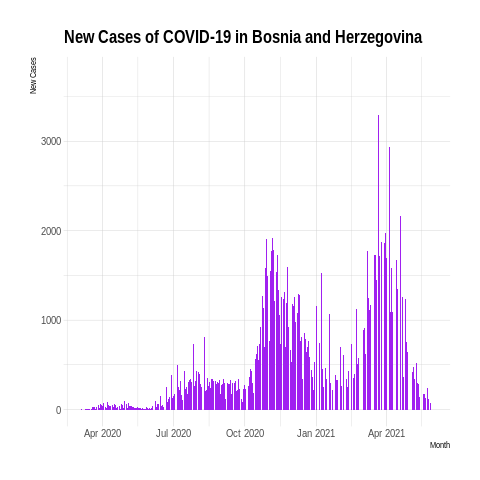 New Cases of COVID-19 in Bosnia and Herzegovina
New Cases
3000
2000
1000
0
Apr 2020 Jul 2020 Oct 2020 Jan 2021 Apr 2021
Month